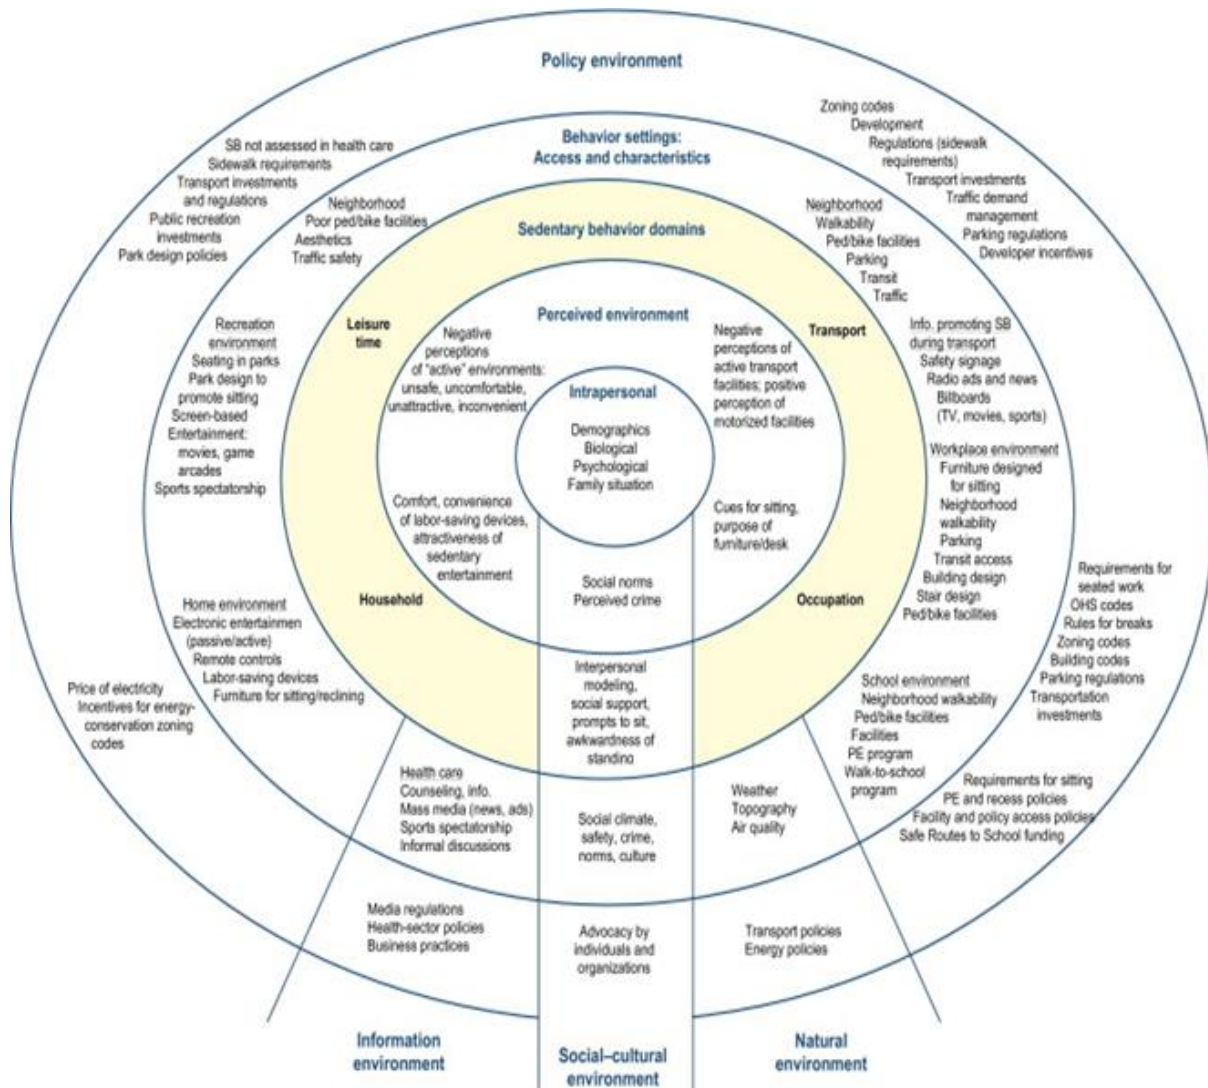 Policy environment
SB not assessed in health care
Sidewalk requirements
Transport investments
and regulations
Public recreation
investments
Park design policies
Zoning codes
Development
Regulations (sidewalk
requirements)
Transport investments
Traffic demand
management
Parking regulations
Developer incentives
Behavior settings:
Access and characteristics
Neighborhood
Poor ped/bike facilities
Aesthetics
Traffic safety
Neighborhood
Walkability
Ped/bike facilities
Parking
Transit
Traffic
Sedentary behavior domains
Leisure
time
Transport
Perceived environment
Negative
perceptions
of "active" environments:
unsafe, uncomfortable,
unattractive, inconvenient
Negative
perceptions of
active transport
facilities; positive
perception of
motorized facilities
Recreation
environment
Seating in parks
Park design to
promote sitting
Screen-based
Entertainment:
movies, game
arcades
Sports spectatorship
Info. promoting SB
during transport
Safety signage
Radio ads and news
Billboards
(TV, movies, sports)
Intrapersonal
Demographics
Biological
Psychological
Family situation
Workplace environment
Furniture designed
for sitting
Neighborhood
walkability
Parking
Transit access
Building design
Stair design
Ped/bike facilities
Comfort, convenience
of labor-saving devices,
attractiveness of
sedentary
entertainment
Cues for sitting,
purpose of
furniture/desk
Social norms
Perceived crime
Household
Occupation
Requirements for
seated work
OHS codes
Rules for breaks
Zoning codes
Building codes
Parking regulations
Transportation
investments
Home environment
Electronic entertainmen
(passive/active)
Remote controls
Labor-saving devices
Furniture for sitting/reclining
Price of electricity
Incentives for energy-
conservation zoning
codes
Interpersonal
modeling,
social support,
prompts to sit,
awkwardness of
standing
School environment
Neighborhood walkability
Ped/bike facilities
Facilities
PE program
Walk-to-school
program
Requirements for sitting
PE and recess policies
Facility and policy access policies
Safe Routes to School funding
Health care
Counseling, info.
Mass media (news, ads)
Sports spectatorship
Informal discussions
Social climate,
safety, crime,
norms, culture
Weather
Topography
Air quality
Media regulations
Health-sector policies
Business practices
Advocacy by
individuals and
organizations
Transport policies
Energy policies
Information
environment
Social–cultural
environment
Natural
environment